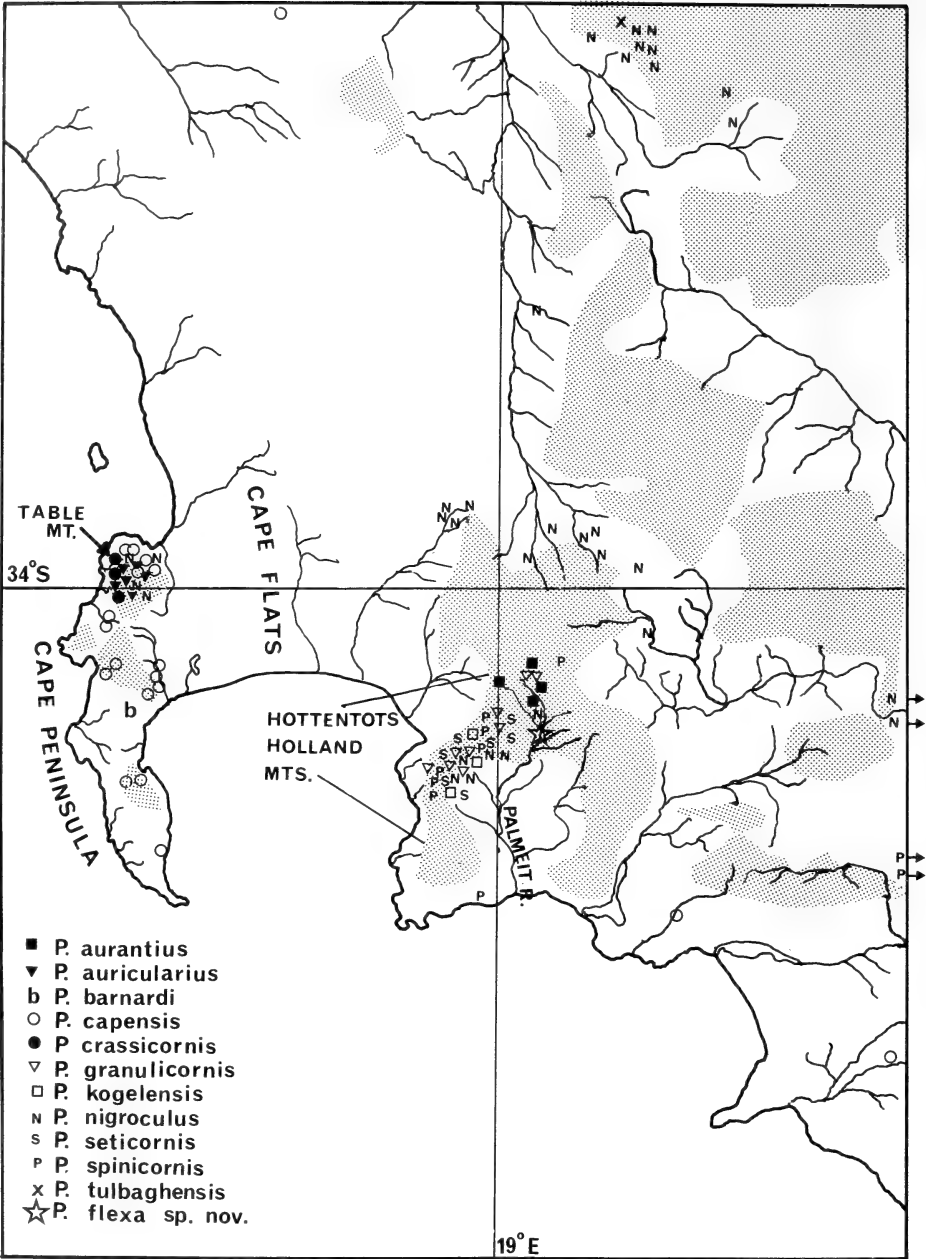 TABLE
MT.
34°S
CAPE FLATS
CAPE PENINSULA
b
HOTTENTOTS
HOLLAND
MTS.
PALMEIT R.
P. aurantius
P. auricularius
b P. barnardi
P. capensis
P crassicornis
P. granulicornis
P. kogelensis
N P. nigroculus
S P. seticornis
P P. spinicornis
X P. tulbaghensis
P. flexa sp. nov.
19°E